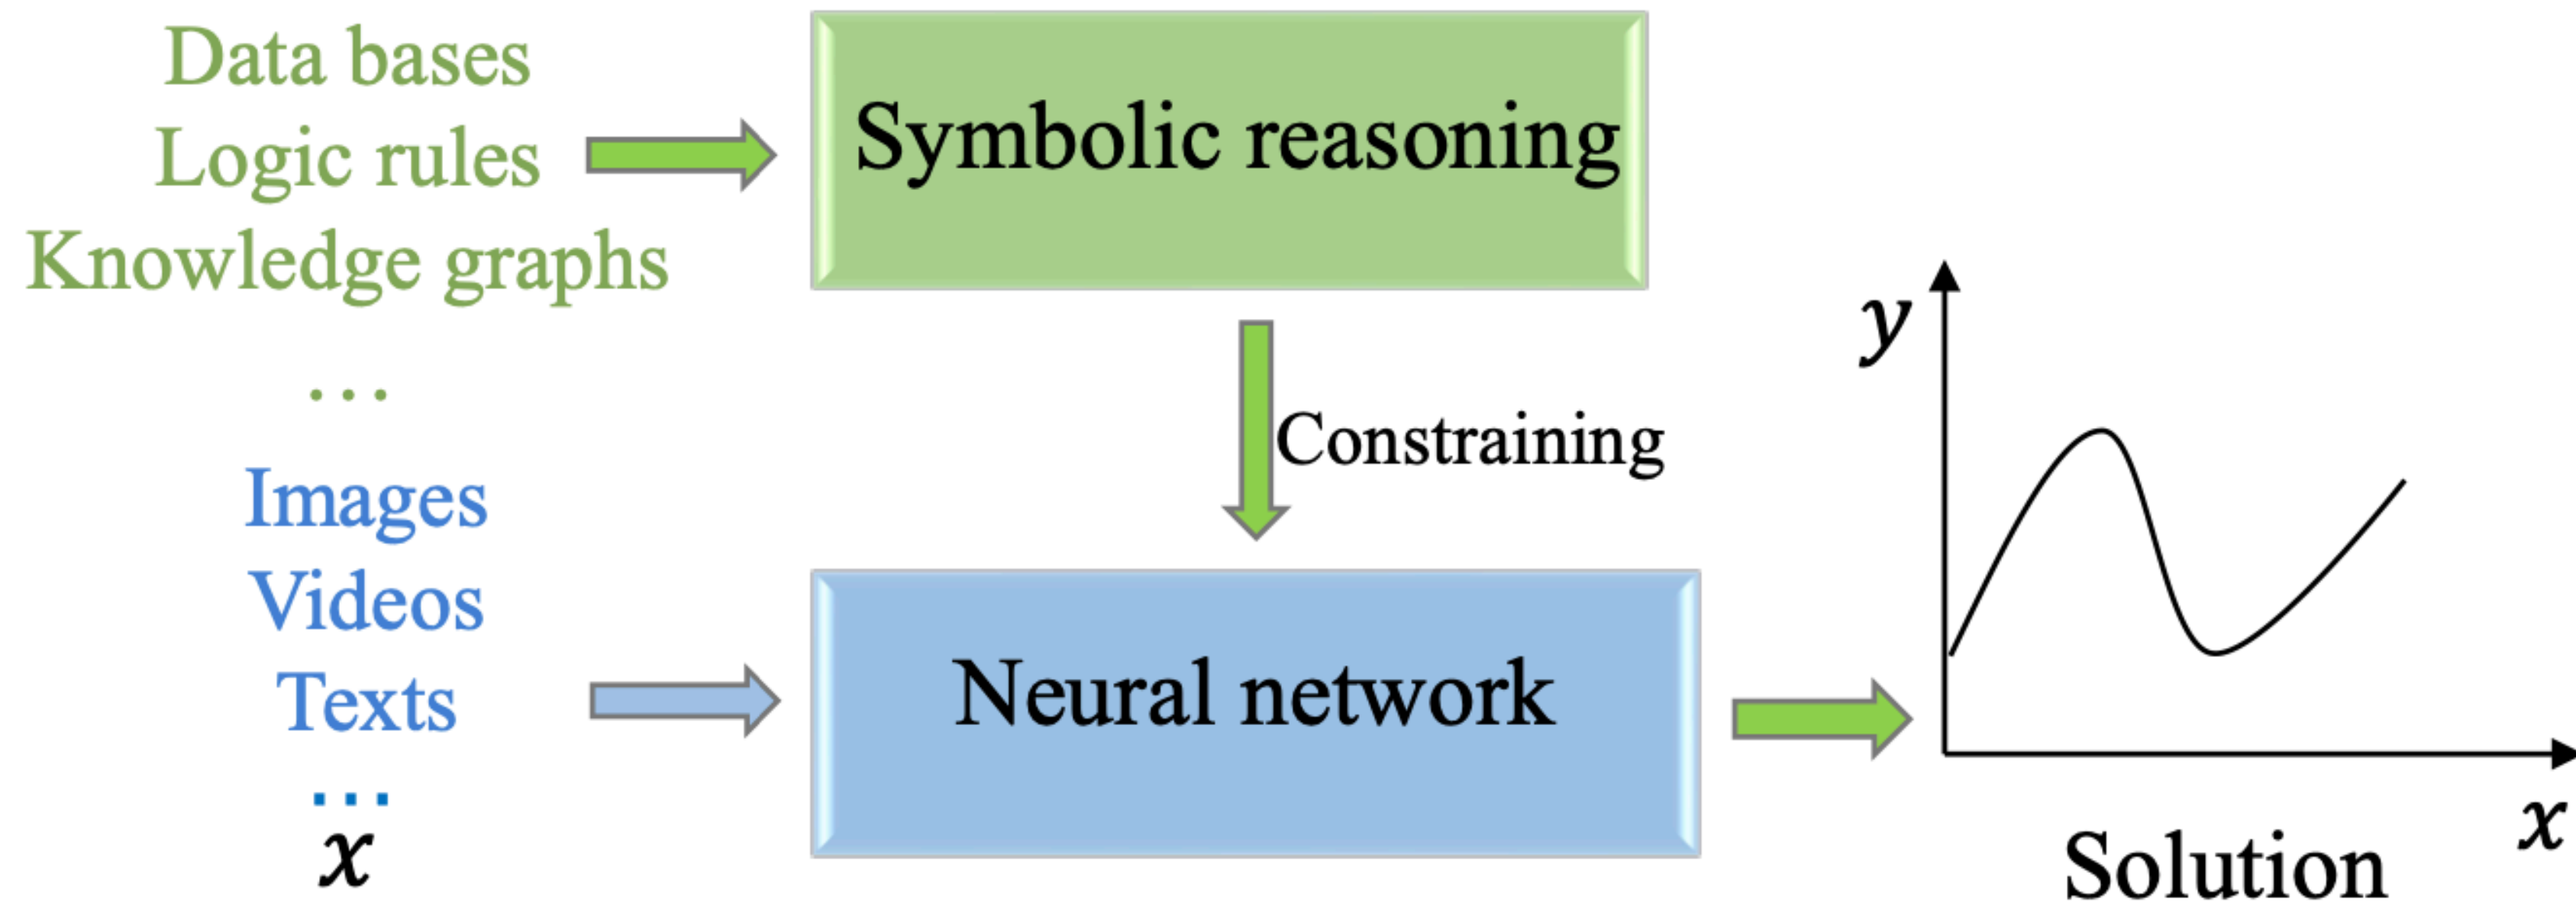 Data bases
Logic rules
Knowledge graphs
...
Symbolic reasoning
Constraining
Images
Videos
Texts
...
x
Neural network
y
x
Solution